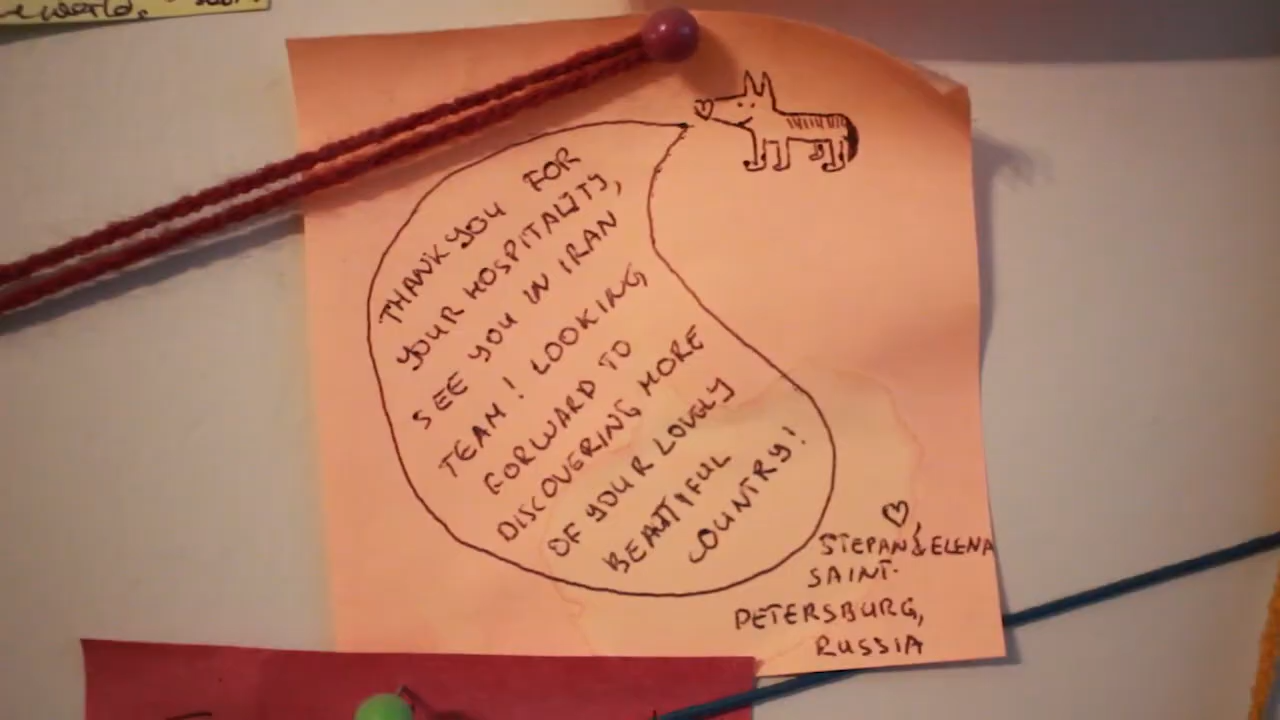 e world.
THANK YOU FOR
YOUR HOSPITALITY,
SEE YOU IN IRAN
TEAM! LOOKING
FORWARD TO
DISCOVERING MORE
OF YOUR LOVELY
BEAUTIFUL
COUNTRY!
STEPAN & ELENA
SAINT-
PETERSBURG,
RUSSIA